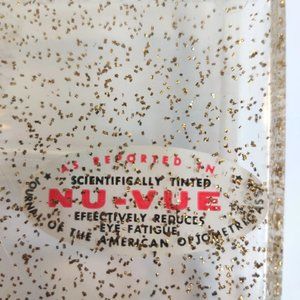 AS REPORTED IN
* SCIENTIFICALLY TINTED *
NU-VUE
EFFECTIVELY REDUCES
EYE FATIGUE
JOURNAL OF THE AMERICAN OPTOMETRIC